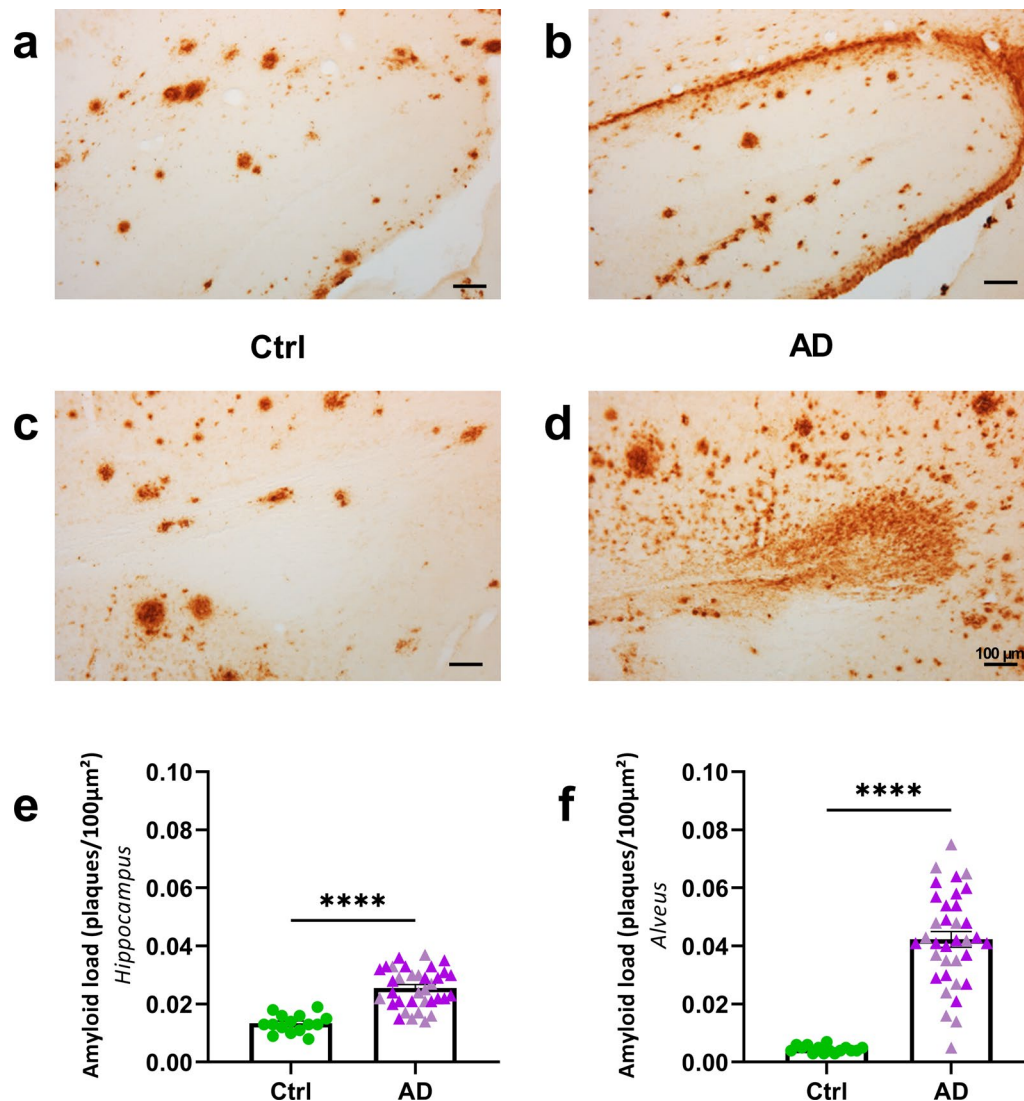 a
b
Ctrl
AD
c
d
100 µm
e
Amyloid load (plaques/100µm²)
Hippocampus
0.10
0.08
0.06
0.04
0.02
0.00
****
Ctrl
AD
f
Amyloid load (plaques/100µm²)
Alveus
0.10
0.08
0.06
0.04
0.02
0.00
****
Ctrl
AD